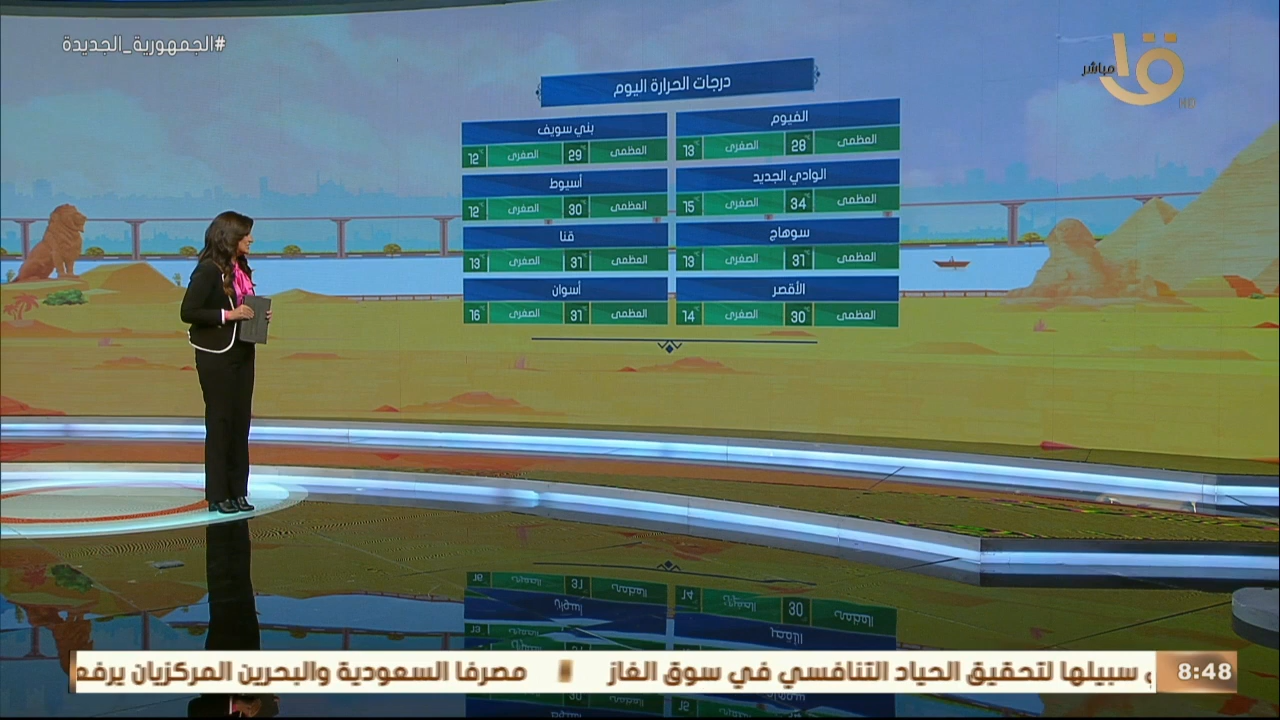 #الجمهورية_الجديدة
مباشر
HD
درجات الحرارة اليوم
الفيوم
العظمى 28 الصغرى 13
بني سويف
العظمى 29 الصغرى 12
الوادي الجديد
العظمى 34 الصغرى 15
أسيوط
العظمى 30 الصغرى 12
سوهاج
العظمى 31 الصغرى 13
قنا
العظمى 31 الصغرى 13
الأقصر
العظمى 30 الصغرى 14
أسوان
العظمى 31 الصغرى 16
8:48
سبيلها لتحقيق الحياد التنافسي في سوق الغاز مصرفا السعودية والبحرين المركزيان